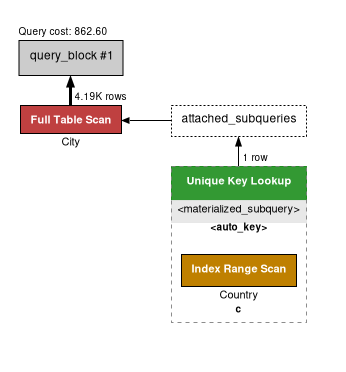 Query cost: 862.60
query_block #1
4.19K rows
Full Table Scan
City
attached_subqueries
1 row
Unique Key Lookup
<materialized_subquery>
<auto_key>
Index Range Scan
Country
c